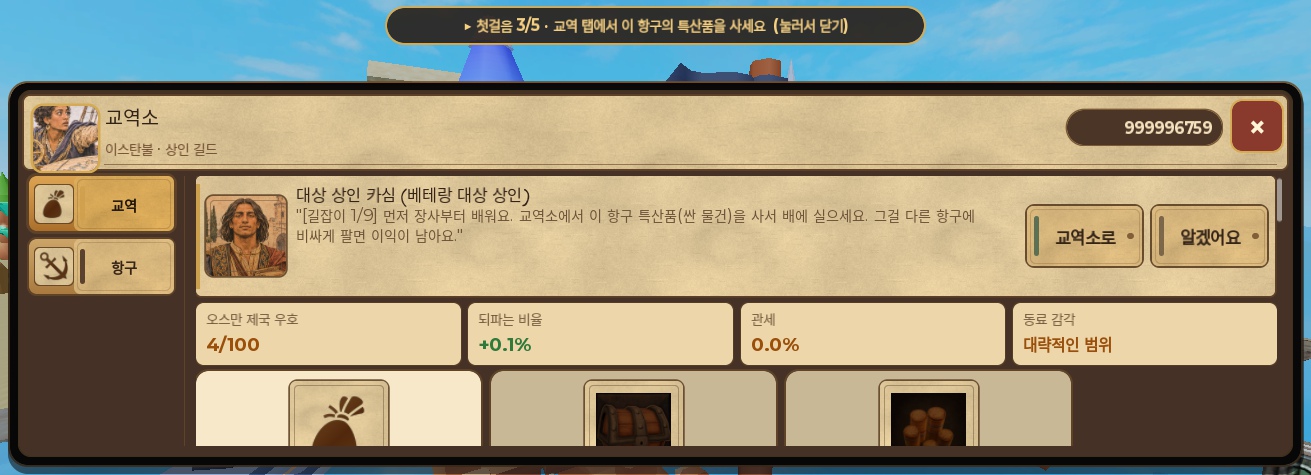 ▸ 첫걸음 3/5 · 교역 탭에서 이 항구의 특산품을 사세요 (눌러서 닫기)
교역소
이스탄불 · 상인 길드
999996759
×
교역
항구
대상 상인 카심 (베테랑 대상 상인)
"[길잡이 1/9] 먼저 장사부터 배워요. 교역소에서 이 항구 특산품(싼 물건)을 사서 배에 실으세요. 그걸 다른 항구에
비싸게 팔면 이익이 남아요."
교역소로
알겠어요
오스만 제국 우호
4/100
되파는 비율
+0.1%
관세
0.0%
동료 감각
대략적인 범위